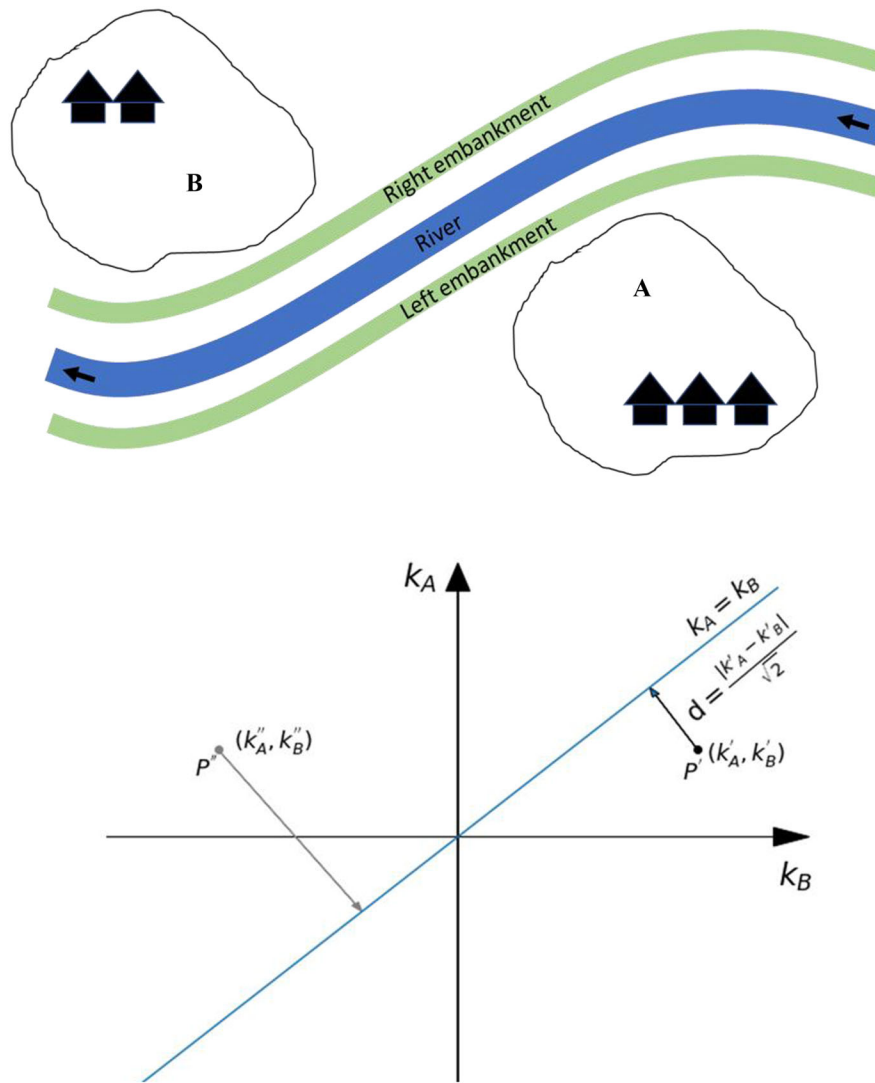 B
Right embankment
River
Left embankment
A
k_A
k_A = k_B
d = |k'_A − k'_B| / √2
(k''_A, k''_B)
P''
P' (k'_A, k'_B)
k_B